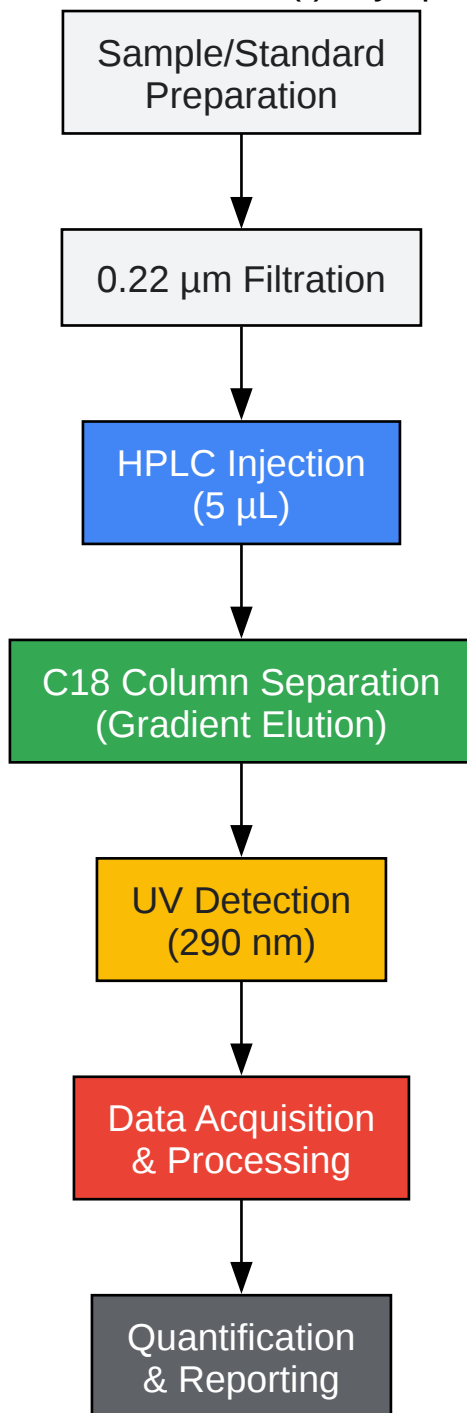 Sample/Standard
Preparation
0.22 µm Filtration
HPLC Injection
(5 µL)
C18 Column Separation
(Gradient Elution)
UV Detection
(290 nm)
Data Acquisition
& Processing
Quantification
& Reporting